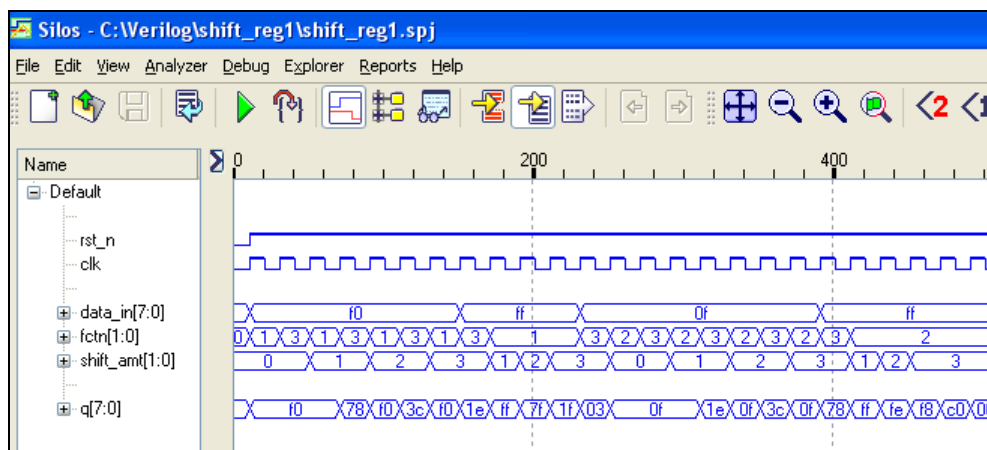 Silos - C:\Verilog\shift_reg1\shift_reg1.spj
File Edit View Analyzer Debug Explorer Reports Help
2 1
Name 0 200 400
Default
rst_n
clk
data_in[7:0] f0 ff 0f ff
fctn[1:0] 0 1 3 1 3 1 3 1 3 1 3 2 3 2 3 2 3 2 3 2
shift_amt[1:0] 0 1 2 3 1 2 3 0 1 2 3 1 2 3
q[7:0] f0 78 f0 3c f0 1e ff 7f 1f 03 0f 1e 0f 3c 0f 78 ff fe f8 c0